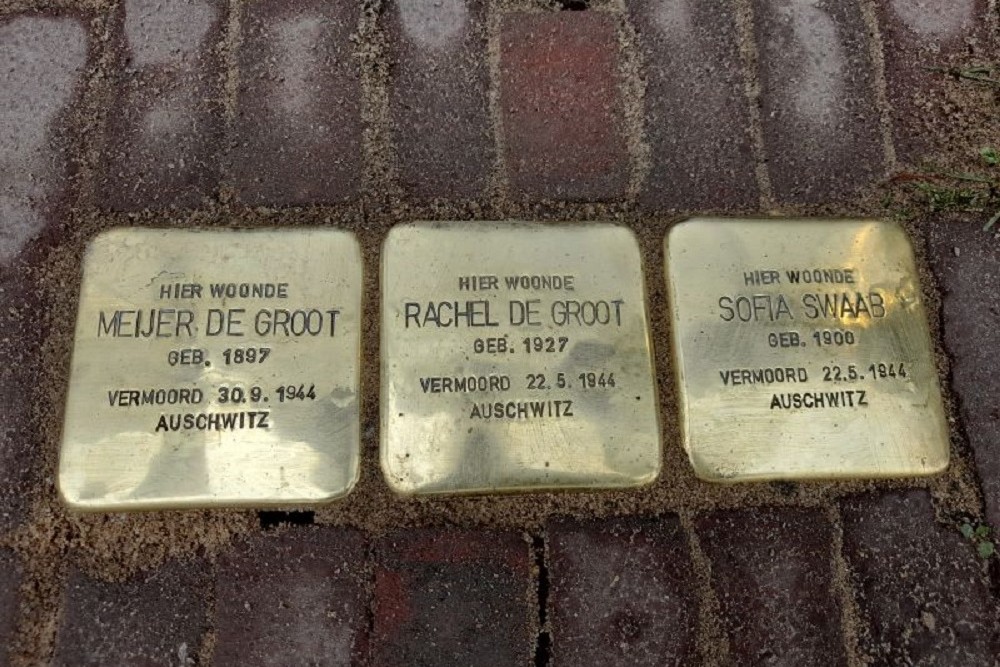 HIER WOONDE
MEIJER DE GROOT
GEB. 1897
VERMOORD 30.9.1944
AUSCHWITZ
HIER WOONDE
RACHEL DE GROOT
GEB. 1927
VERMOORD 22.5.1944
AUSCHWITZ
HIER WOONDE
SOFIA SWAAB
GEB. 1900
VERMOORD 22.5.1944
AUSCHWITZ